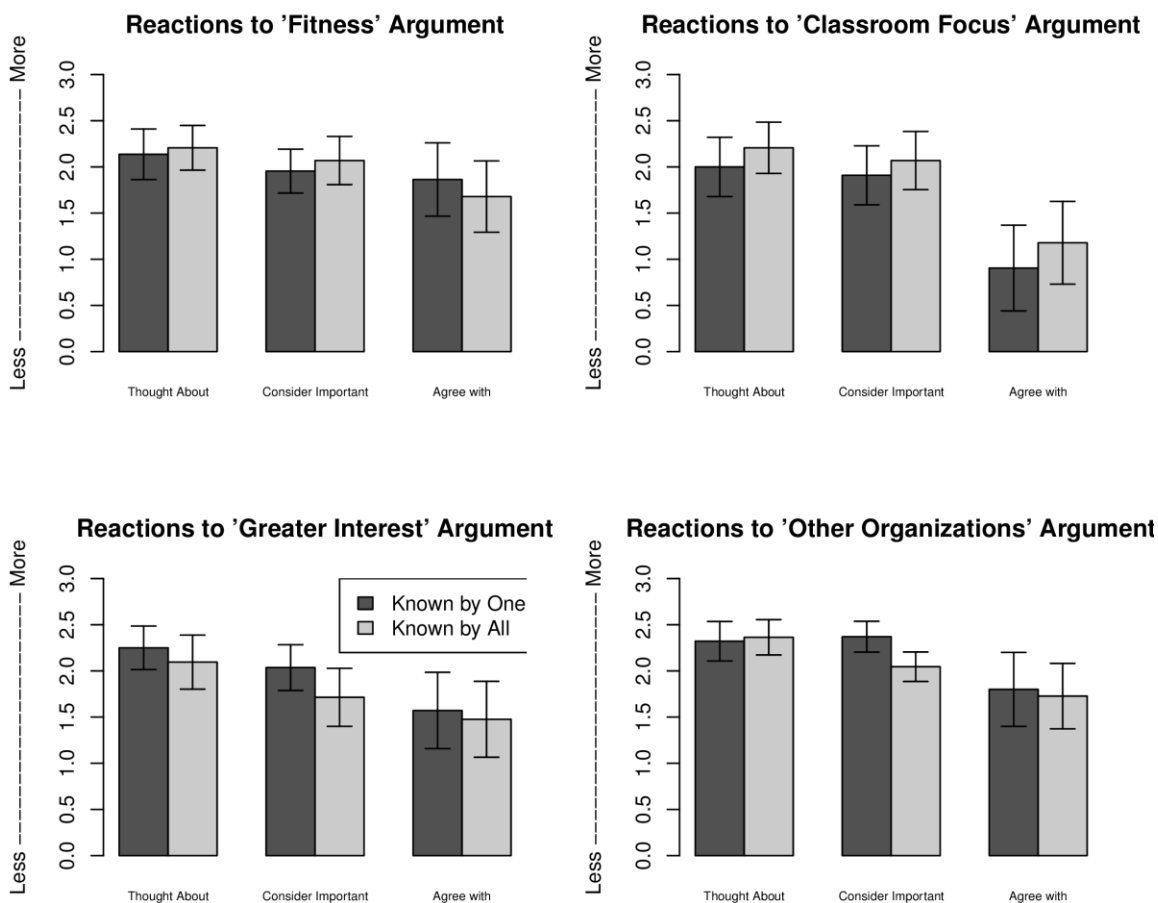 Reactions to 'Fitness' Argument
Less −−−−−−−−−−−−−− More
0.0 0.5 1.0 1.5 2.0 2.5 3.0
Thought About Consider Important Agree with
Reactions to 'Classroom Focus' Argument
Less −−−−−−−−−−−−−− More
0.0 0.5 1.0 1.5 2.0 2.5 3.0
Thought About Consider Important Agree with
Reactions to 'Greater Interest' Argument
Less −−−−−−−−−−−−−− More
0.0 0.5 1.0 1.5 2.0 2.5 3.0
Known by One
Known by All
Thought About Consider Important Agree with
Reactions to 'Other Organizations' Argument
Less −−−−−−−−−−−−−− More
0.0 0.5 1.0 1.5 2.0 2.5 3.0
Thought About Consider Important Agree with